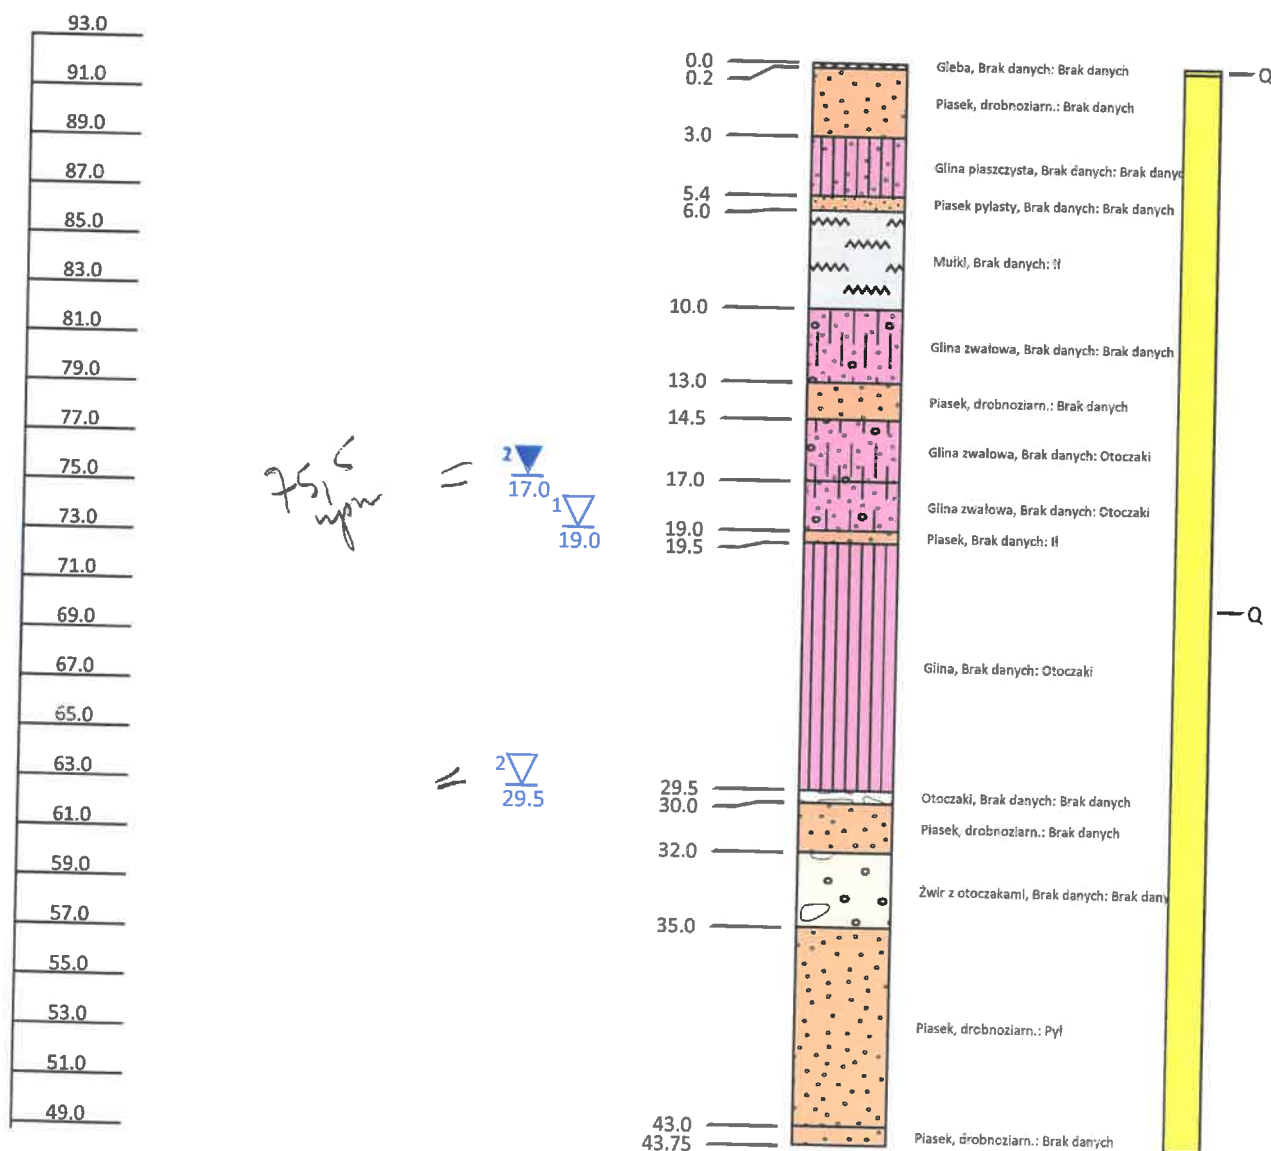 93.0
91.0
89.0
87.0
85.0
83.0
81.0
79.0
77.0
75.0
73.0
71.0
69.0
67.0
65.0
63.0
61.0
59.0
57.0
55.0
53.0
51.0
49.0
=
2
17.0
1
19.0
=
2
29.5
0.0
0.2
3.0
5.4
6.0
10.0
13.0
14.5
17.0
19.0
19.5
29.5
30.0
32.0
35.0
43.0
43.75
Gleba, Brak danych: Brak danych
Piasek, drobnoziarn.: Brak danych
Glina piaszczysta, Brak danych: Brak danyc
Piasek pylasty, Brak danych: Brak danych
Mułki, Brak danych: Ił
Glina zwałowa, Brak danych: Brak danych
Piasek, drobnoziarn.: Brak danych
Glina zwałowa, Brak danych: Otoczaki
Glina zwałowa, Brak danych: Otoczaki
Piasek, Brak danych: Ił
Glina, Brak danych: Otoczaki
Otoczaki, Brak danych: Brak danych
Piasek, drobnoziarn.: Brak danych
Żwir z otoczakami, Brak danych: Brak dany
Piasek, drobnoziarn.: Pył
Piasek, drobnoziarn.: Brak danych
Q
Q